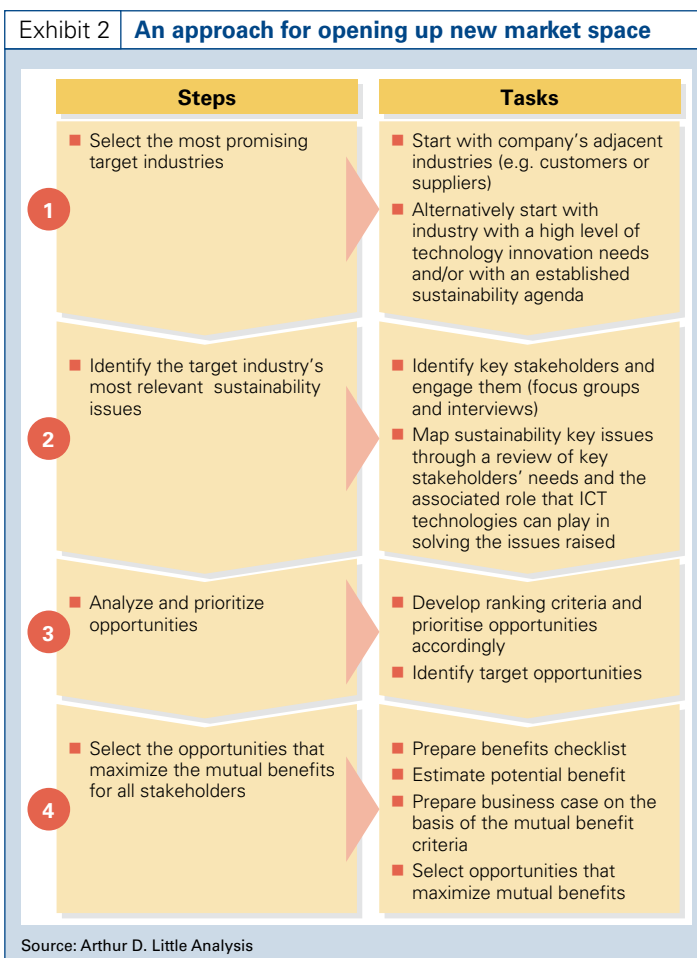 Exhibit 2 An approach for opening up new market space
Steps
Tasks
1
■ Select the most promising
target industries
■ Start with company's adjacent
industries (e.g. customers or
suppliers)
■ Alternatively start with
industry with a high level of
technology innovation needs
and/or with an established
sustainability agenda
2
■ Identify the target industry's
most relevant sustainability
issues
■ Identify key stakeholders and
engage them (focus groups
and interviews)
■ Map sustainability key issues
through a review of key
stakeholders' needs and the
associated role that ICT
technologies can play in
solving the issues raised
3
■ Analyze and prioritize
opportunities
■ Develop ranking criteria and
prioritise opportunities
accordingly
■ Identify target opportunities
4
■ Select the opportunities that
maximize the mutual benefits
for all stakeholders
■ Prepare benefits checklist
■ Estimate potential benefit
■ Prepare business case on the
basis of the mutual benefit
criteria
■ Select opportunities that
maximize mutual benefits
Source: Arthur D. Little Analysis